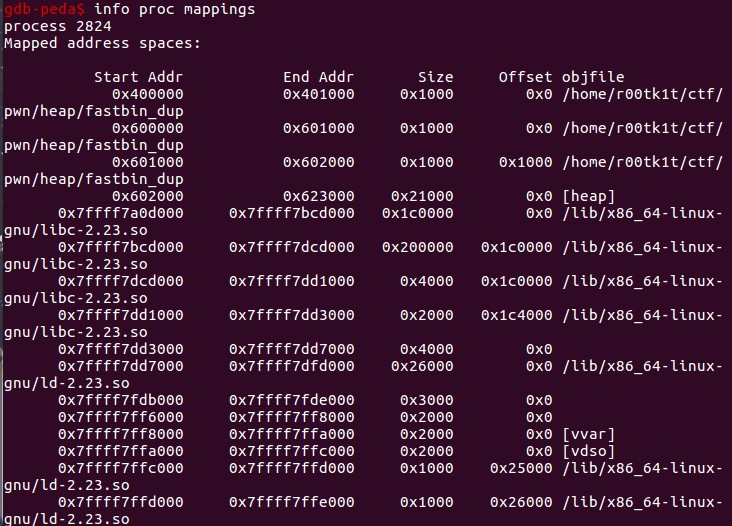 gdb-peda$ info proc mappings
process 2824
Mapped address spaces:
Start Addr End Addr Size Offset objfile
0x400000 0x401000 0x1000 0x0 /home/r00tk1t/ctf/
pwn/heap/fastbin_dup
0x600000 0x601000 0x1000 0x0 /home/r00tk1t/ctf/
pwn/heap/fastbin_dup
0x601000 0x602000 0x1000 0x1000 /home/r00tk1t/ctf/
pwn/heap/fastbin_dup
0x602000 0x623000 0x21000 0x0 [heap]
0x7ffff7a0d000 0x7ffff7bcd000 0x1c0000 0x0 /lib/x86_64-linux-
gnu/libc-2.23.so
0x7ffff7bcd000 0x7ffff7dcd000 0x200000 0x1c0000 /lib/x86_64-linux-
gnu/libc-2.23.so
0x7ffff7dcd000 0x7ffff7dd1000 0x4000 0x1c0000 /lib/x86_64-linux-
gnu/libc-2.23.so
0x7ffff7dd1000 0x7ffff7dd3000 0x2000 0x1c4000 /lib/x86_64-linux-
gnu/libc-2.23.so
0x7ffff7dd3000 0x7ffff7dd7000 0x4000 0x0
0x7ffff7dd7000 0x7ffff7dfd000 0x26000 0x0 /lib/x86_64-linux-
gnu/ld-2.23.so
0x7ffff7fdb000 0x7ffff7fde000 0x3000 0x0
0x7ffff7ff6000 0x7ffff7ff8000 0x2000 0x0
0x7ffff7ff8000 0x7ffff7ffa000 0x2000 0x0 [vvar]
0x7ffff7ffa000 0x7ffff7ffc000 0x2000 0x0 [vdso]
0x7ffff7ffc000 0x7ffff7ffd000 0x1000 0x25000 /lib/x86_64-linux-
gnu/ld-2.23.so
0x7ffff7ffd000 0x7ffff7ffe000 0x1000 0x26000 /lib/x86_64-linux-
gnu/ld-2.23.so